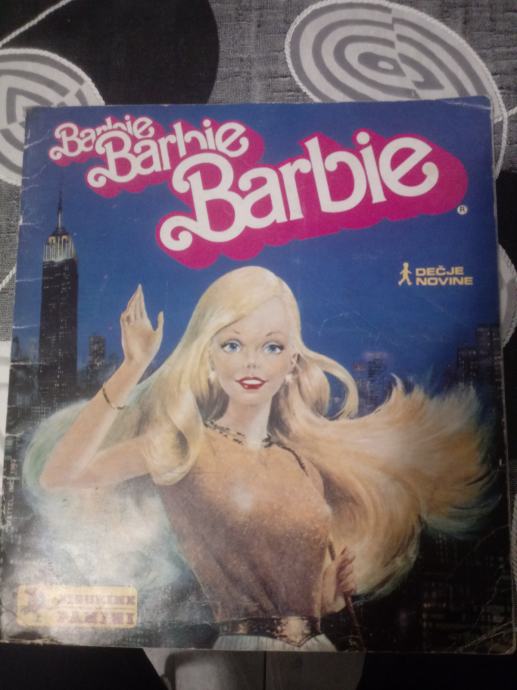 Barbie
Barbie
Barbie
®
DEČJE
NOVINE
FIGURINE
PANINI